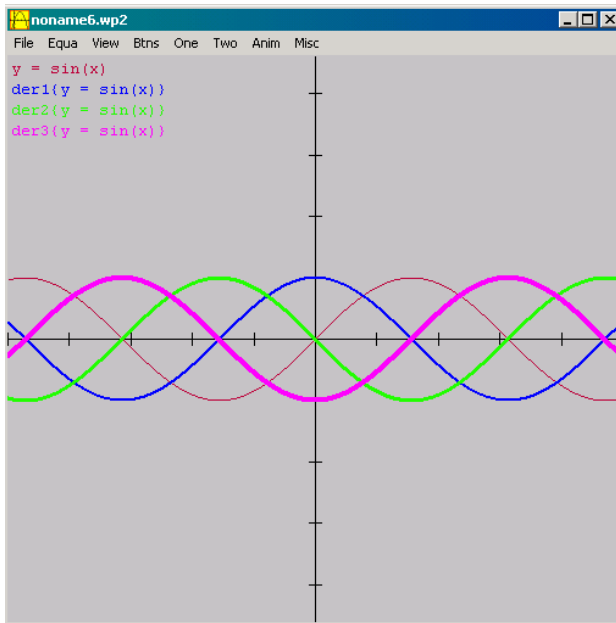 noname6.wp2
File Equa View Btns One Two Anim Misc
y = sin(x)
der1{y = sin(x)}
der2{y = sin(x)}
der3{y = sin(x)}